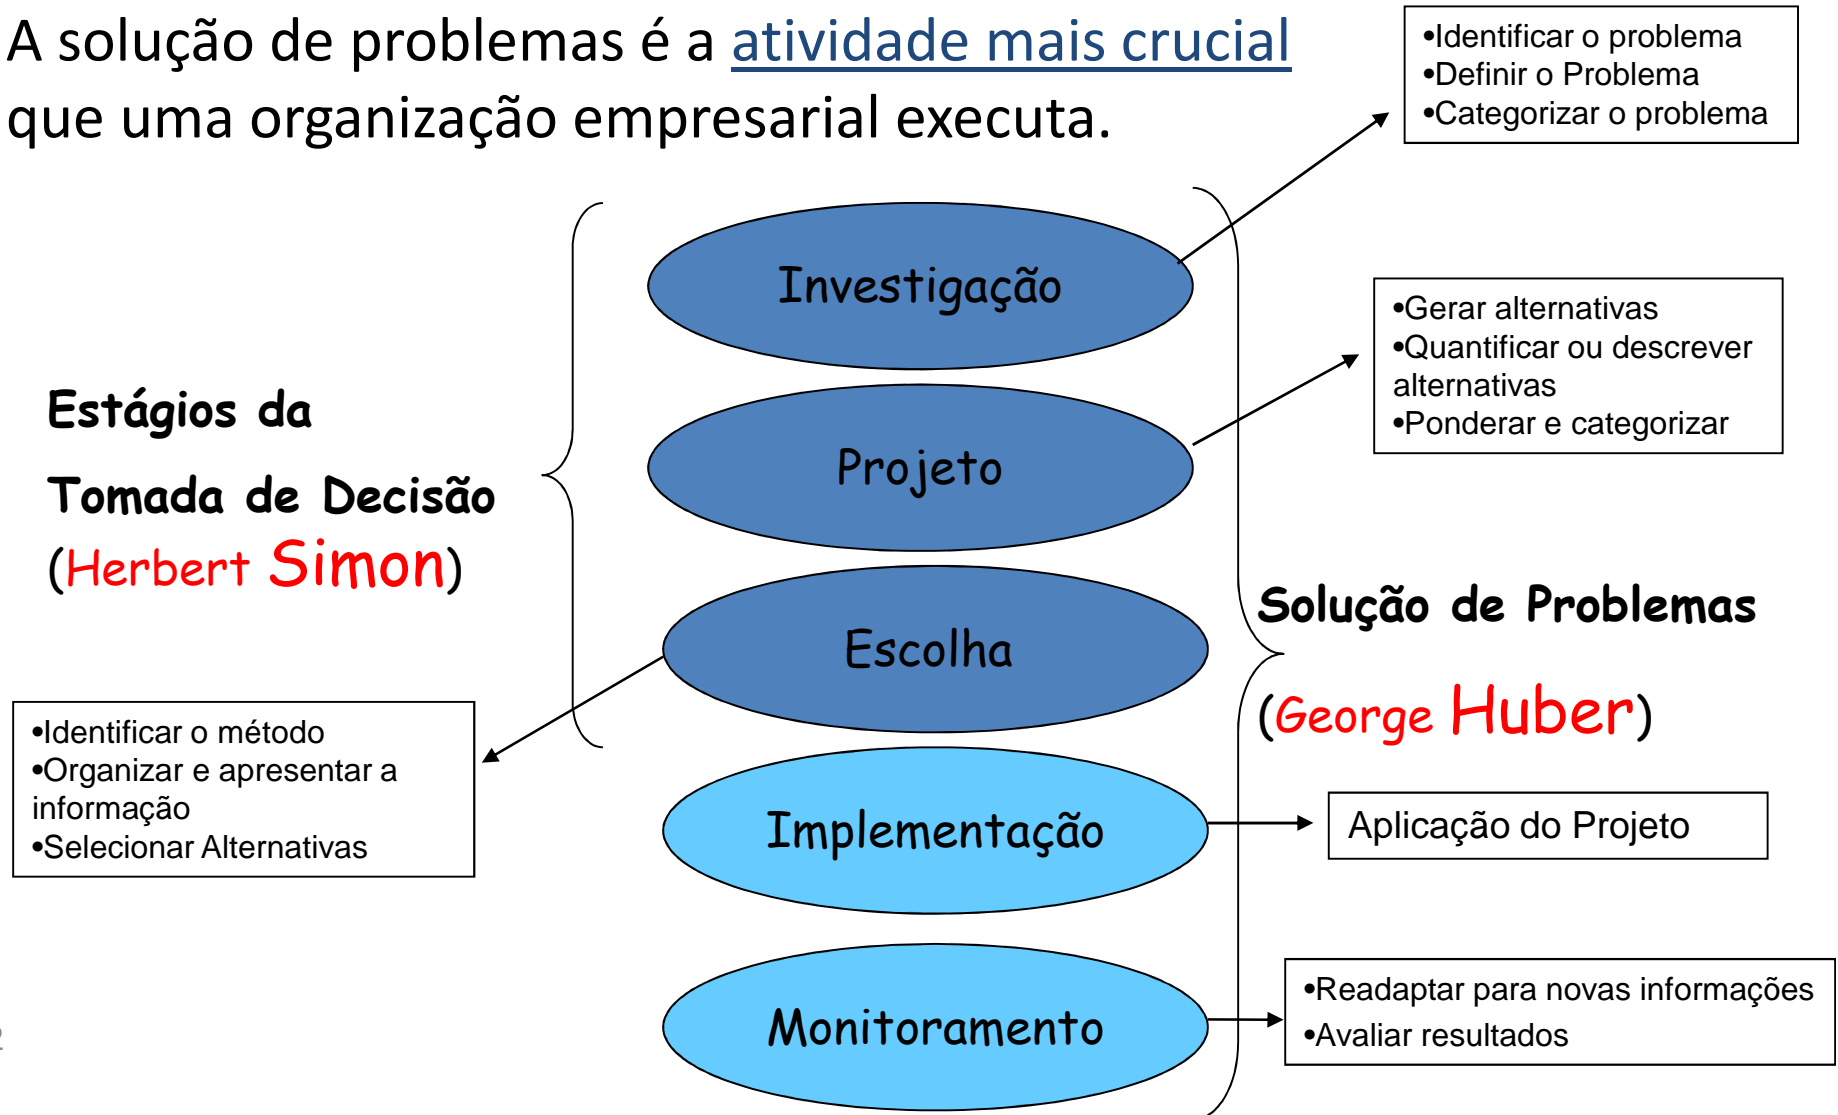 A solução de problemas é a atividade mais crucial
que uma organização empresarial executa.
•Identificar o problema
•Definir o Problema
•Categorizar o problema
Investigação
•Gerar alternativas
•Quantificar ou descrever
alternativas
•Ponderar e categorizar
Estágios da
Tomada de Decisão
(Herbert Simon)
Projeto
Escolha
Solução de Problemas
(George Huber)
•Identificar o método
•Organizar e apresentar a
informação
•Selecionar Alternativas
Implementação
Aplicação do Projeto
Monitoramento
•Readaptar para novas informações
•Avaliar resultados